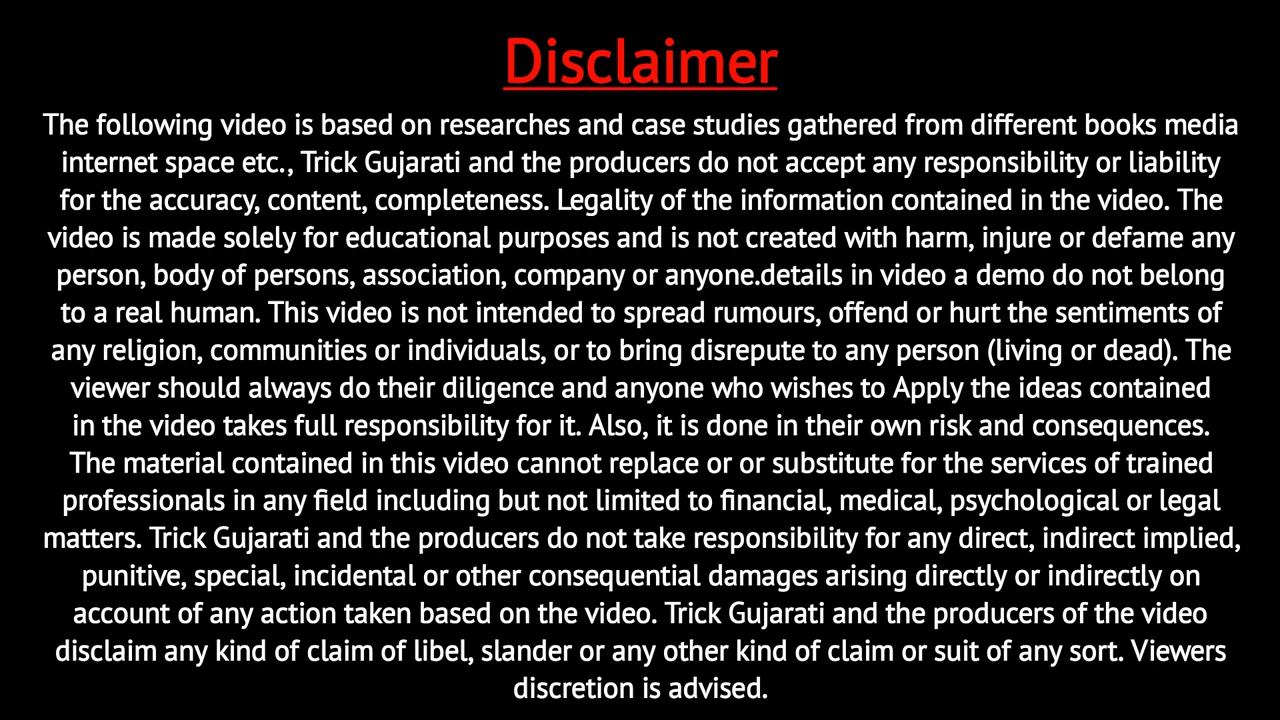 Disclaimer
The following video is based on researches and case studies gathered from different books media
internet space etc., Trick Gujarati and the producers do not accept any responsibility or liability
for the accuracy, content, completeness. Legality of the information contained in the video. The
video is made solely for educational purposes and is not created with harm, injure or defame any
person, body of persons, association, company or anyone.details in video a demo do not belong
to a real human. This video is not intended to spread rumours, offend or hurt the sentiments of
any religion, communities or individuals, or to bring disrepute to any person (living or dead). The
viewer should always do their diligence and anyone who wishes to Apply the ideas contained
in the video takes full responsibility for it. Also, it is done in their own risk and consequences.
The material contained in this video cannot replace or or substitute for the services of trained
professionals in any field including but not limited to financial, medical, psychological or legal
matters. Trick Gujarati and the producers do not take responsibility for any direct, indirect implied,
punitive, special, incidental or other consequential damages arising directly or indirectly on
account of any action taken based on the video. Trick Gujarati and the producers of the video
disclaim any kind of claim of libel, slander or any other kind of claim or suit of any sort. Viewers
discretion is advised.